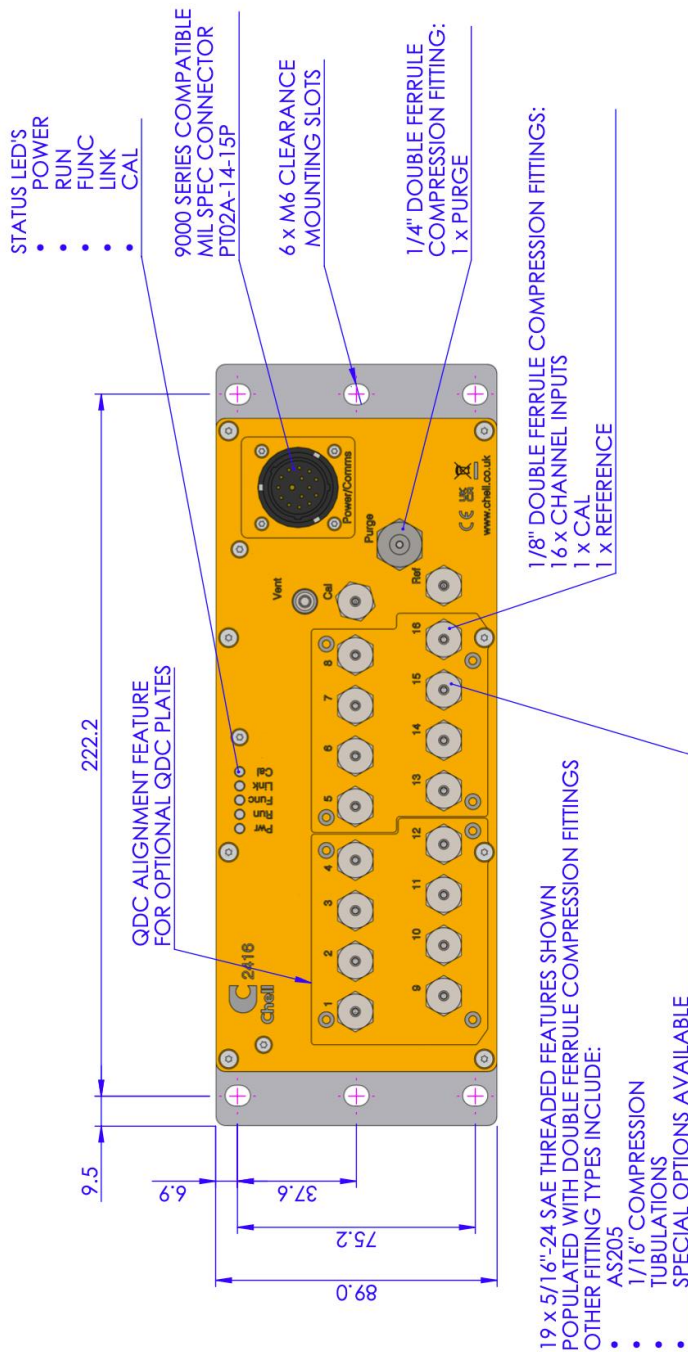 STATUS LED'S
• POWER
• RUN
• FUNC
• LINK
• CAL
9000 SERIES COMPATIBLE
MIL SPEC CONNECTOR
PT02A-14-15P
6 x M6 CLEARANCE
MOUNTING SLOTS
1/4" DOUBLE FERRULE
COMPRESSION FITTING:
1 x PURGE
1/8" DOUBLE FERRULE COMPRESSION FITTINGS:
16 x CHANNEL INPUTS
1 x CAL
1 x REFERENCE
QDC ALIGNMENT FEATURE
FOR OPTIONAL QDC PLATES
222.2
9.5
6.9
37.6
75.2
89.0
Chell
2416
Pwr
Run
Func
Link
Cal
Vent
Cal
Purge
Ref
Power/Comms
CE UK CA
www.chell.co.uk
1 2 3 4 5 6 7 8
9 10 11 12 13 14 15 16
19 x 5/16"-24 SAE THREADED FEATURES SHOWN
POPULATED WITH DOUBLE FERRULE COMPRESSION FITTINGS
OTHER FITTING TYPES INCLUDE:
• AS205
• 1/16" COMPRESSION
• TUBULATIONS
• SPECIAL OPTIONS AVAILABLE